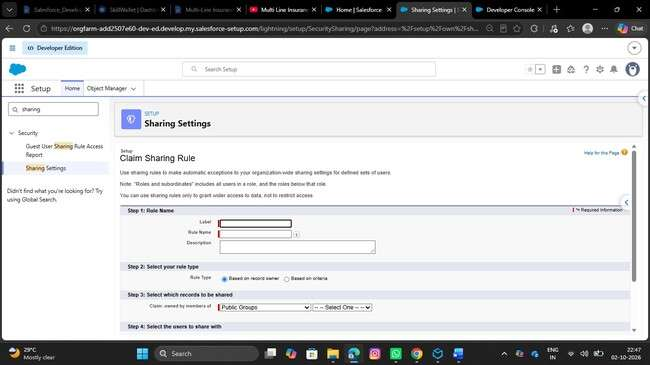 Salesforce_Devel
SkillWallet | Dashb
Multi-Line Insuranc
Multi Line Insuran
Home | Salesforce
Sharing Settings |
Developer Console
https://orgfarm-add2507e60-dev-ed.develop.my.salesforce-setup.com/lightning/setup/SecuritySharing/page?address=%2Fsetup%2Fown%2Fsh...
Chat
Developer Edition
Search Setup
Setup
Home
Object Manager
sharing
Security
Guest User Sharing Rule Access
Report
Sharing Settings
Didn't find what you're looking for? Try
using Global Search.
SETUP
Sharing Settings
Setup
Claim Sharing Rule
Help for this Page
Use sharing rules to make automatic exceptions to your organization-wide sharing settings for defined sets of users.
Note: "Roles and subordinates" includes all users in a role, and the roles below that role.
You can use sharing rules only to grant wider access to data, not to restrict access.
Step 1: Rule Name
= Required Information
Label
Rule Name
i
Description
Step 2: Select your rule type
Rule Type
Based on record owner
Based on criteria
Step 3: Select which records to be shared
Claim: owned by members of
Public Groups
-- Select One --
Step 4: Select the users to share with
29°C
Mostly clear
Search
ENG
IN
22:47
02-10-2026